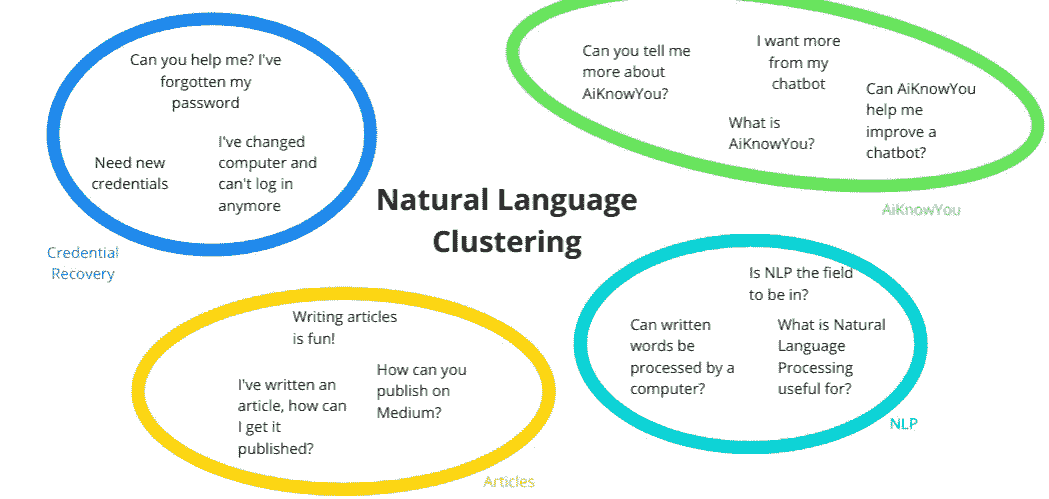 Can you help me? I've
forgotten my
password
Need new
credentials
I've changed
computer and
can't log in
anymore
Credential
Recovery
Can you tell me
more about
AiKnowYou?
I want more
from my
chatbot
What is
AiKnowYou?
Can AiKnowYou
help me
improve a
chatbot?
AiKnowYou
Natural Language
Clustering
Writing articles
is fun!
I've written an
article, how can
I get it
published?
How can you
publish on
Medium?
Articles
Is NLP the field
to be in?
Can written
words be
processed by a
computer?
What is Natural
Language
Processing
useful for?
NLP